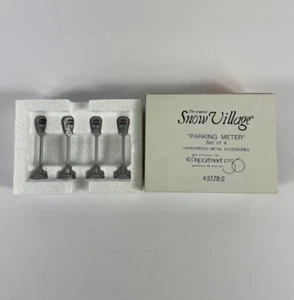 The original
Snow Village®
"PARKING METER"
Set of 4
HANDPAINTED METAL ACCESSORIES
© Department 56
#5178-0